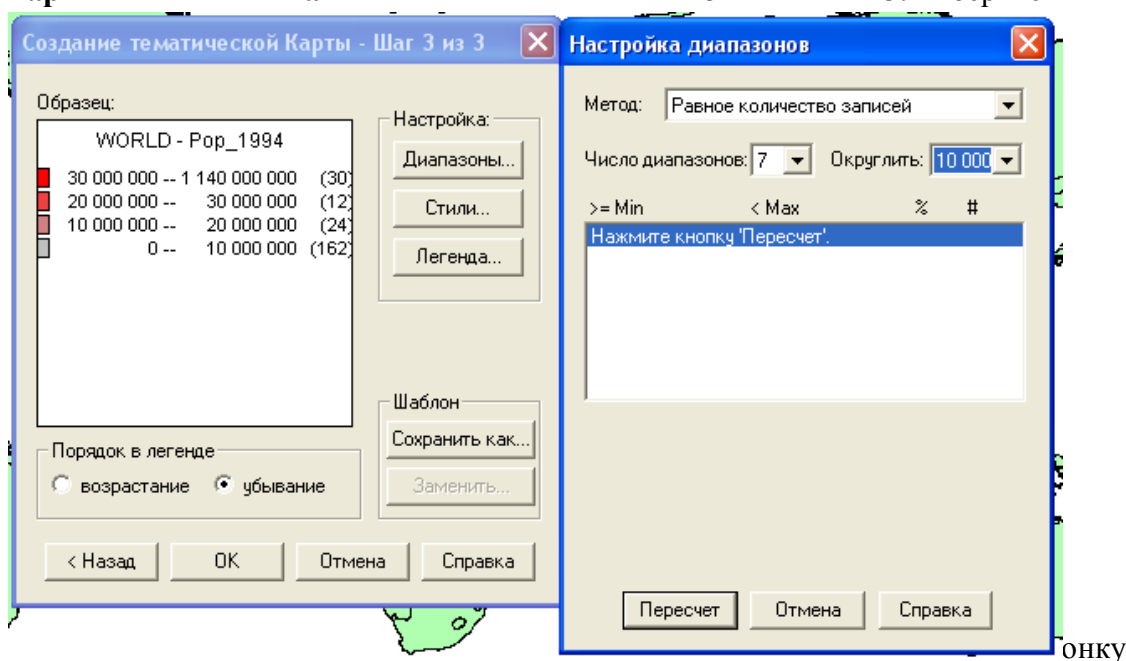 Создание тематической Карты - Шаг 3 из 3
Образец:
WORLD - Pop_1994
30 000 000 -- 1 140 000 000 (30)
20 000 000 -- 30 000 000 (12)
10 000 000 -- 20 000 000 (24)
0 -- 10 000 000 (162)
Настройка:
Диапазоны...
Стили...
Легенда...
Шаблон
Сохранить как...
Заменить...
Порядок в легенде
возрастание убывание
< Назад OK Отмена Справка
Настройка диапазонов
Метод: Равное количество записей
Число диапазонов: 7 Округлить: 10 000
>= Min < Max % #
Нажмите кнопку 'Пересчет'.
Пересчет Отмена Справка
онку